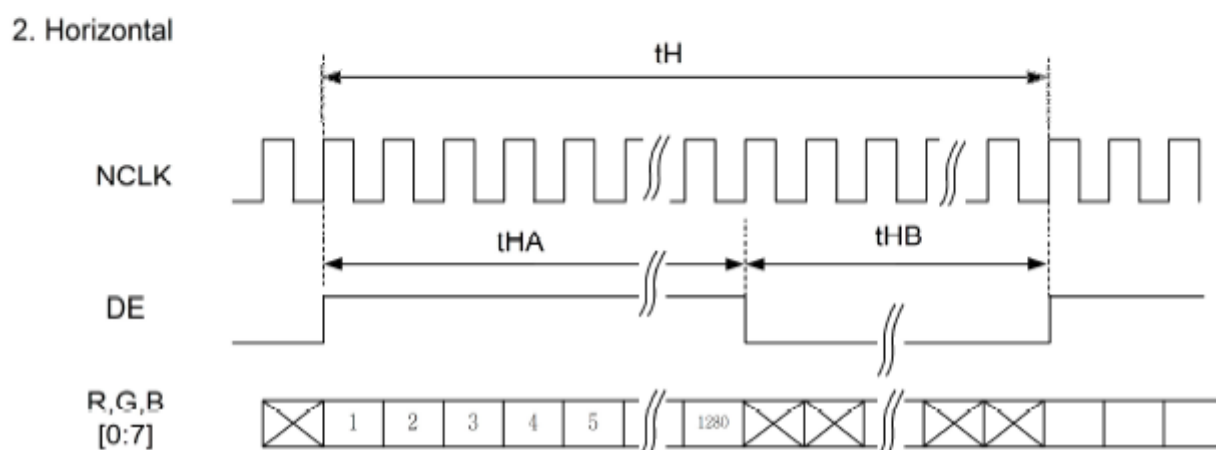 2. Horizontal
tH
NCLK
tHA
tHB
DE
R,G,B
[0:7]
1 2 3 4 5 1280